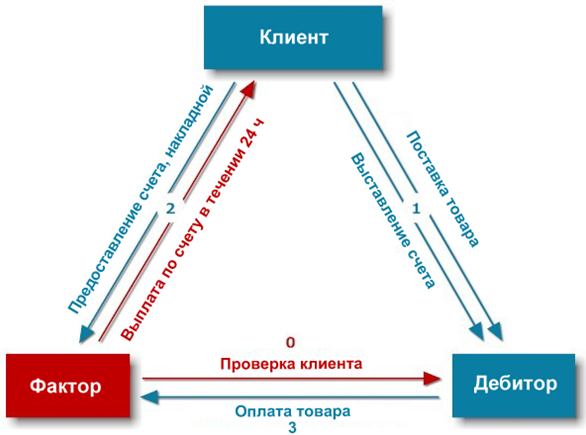 Клиент
Предоставление счета, накладной
2
Выплата по счету в течении 24 ч
Поставка товара
1
Выставление счета
0
Проверка клиента
Фактор
Дебитор
Оплата товара
3